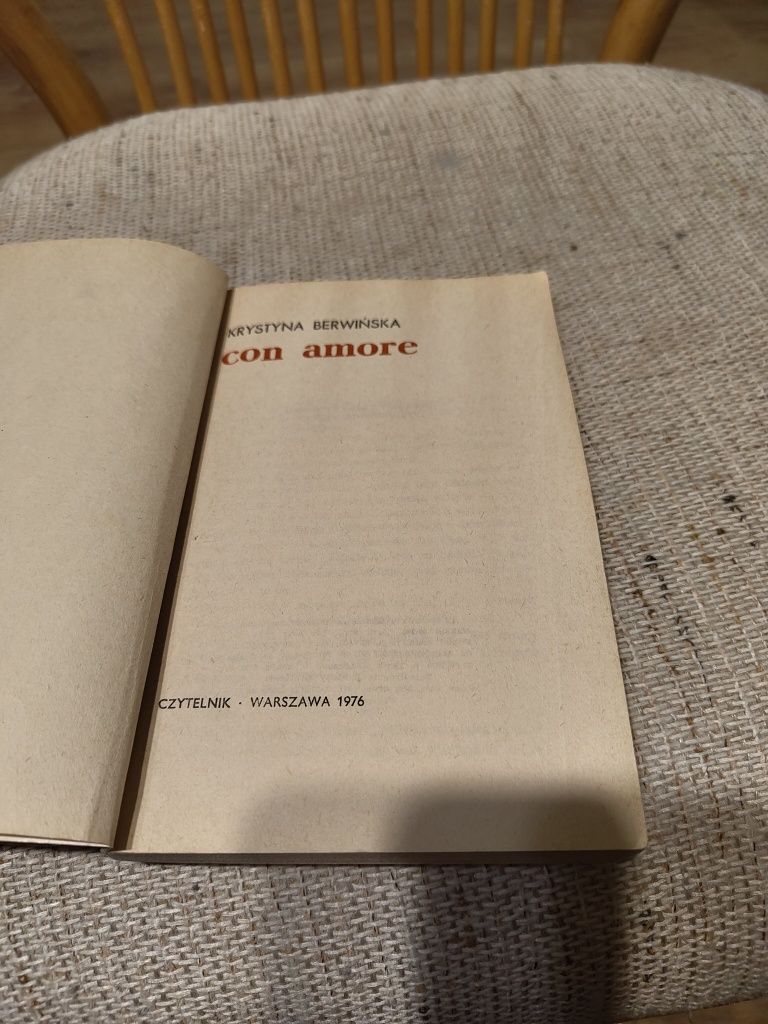 KRYSTYNA BERWIŃSKA
con amore
CZYTELNIK · WARSZAWA 1976